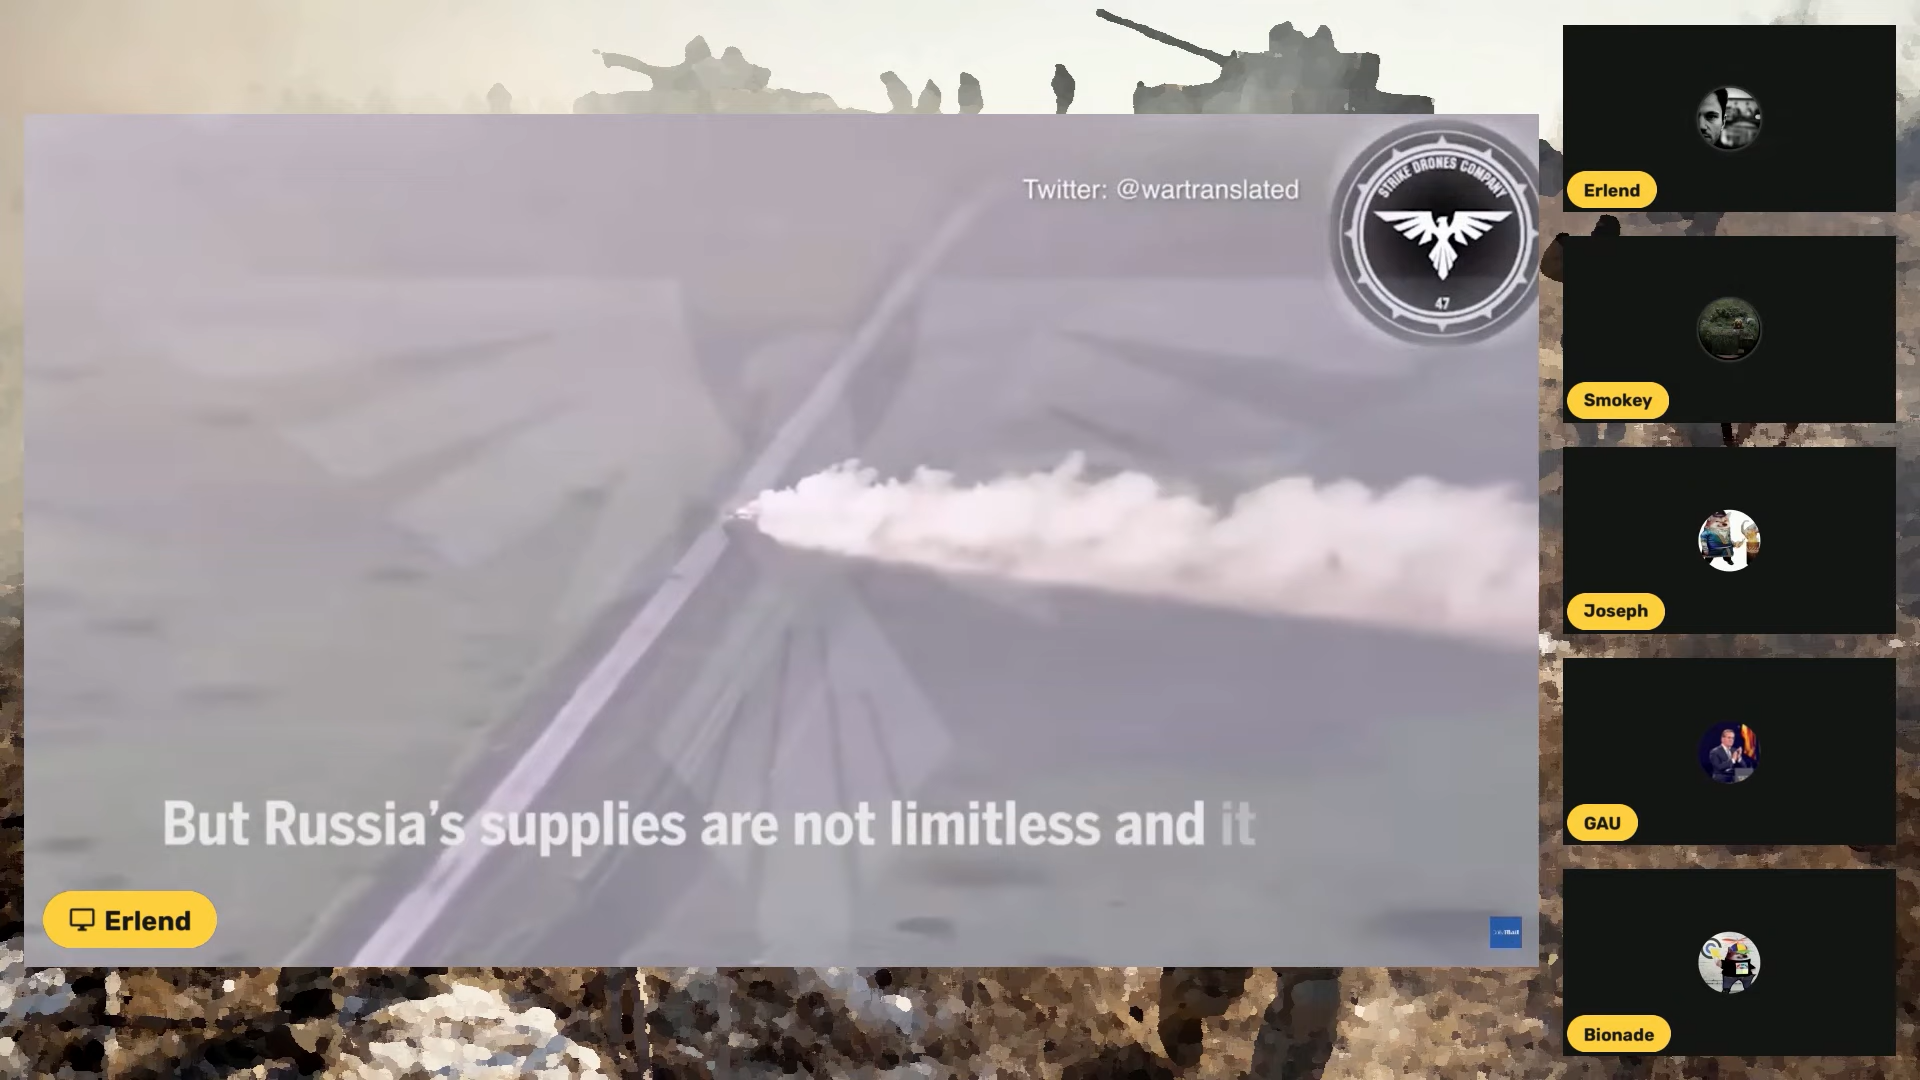 Twitter: @wartranslated
STRIKE DRONES COMPANY
47
But Russia's supplies are not limitless and it
Erlend
Erlend
Smokey
Joseph
GAU
Bionade